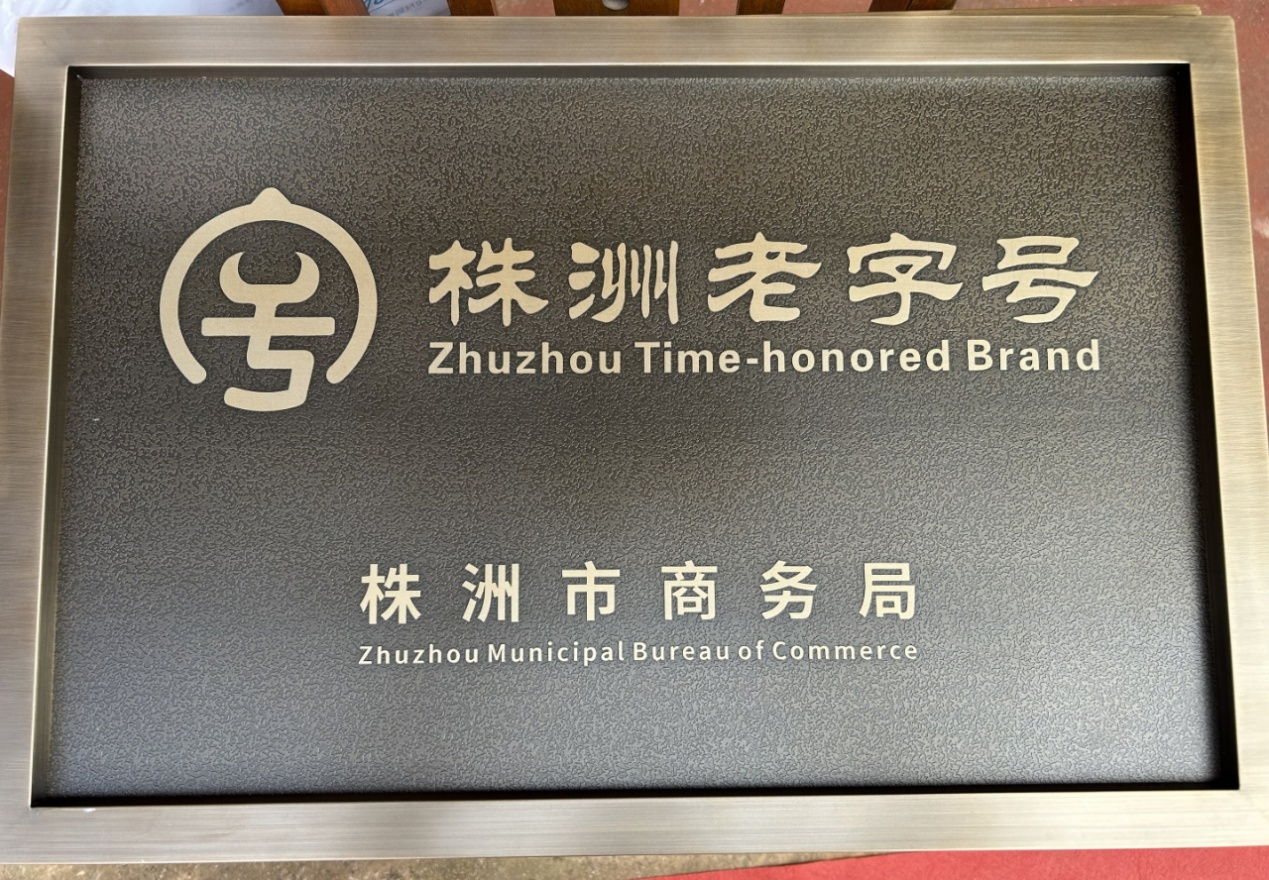 株洲老字号
Zhuzhou Time-honored Brand
株洲市商务局
Zhuzhou Municipal Bureau of Commerce